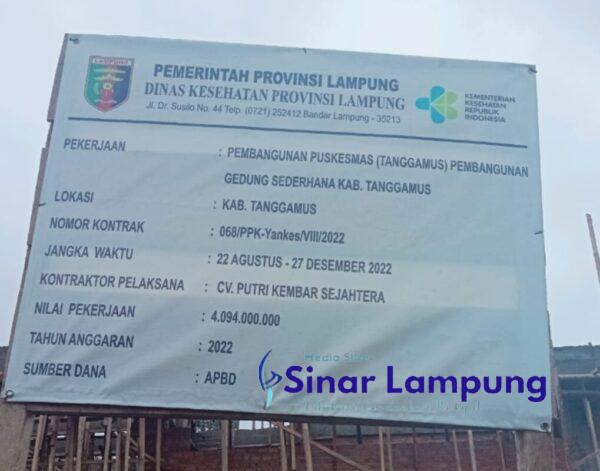 LAMPUNG
PEMERINTAH PROVINSI LAMPUNG
DINAS KESEHATAN PROVINSI LAMPUNG
Jl. Dr. Susilo No. 44 Telp. (0721) 252412 Bandar Lampung - 35213
KEMENTERIAN
KESEHATAN
REPUBLIK
INDONESIA
PEKERJAAN : PEMBANGUNAN PUSKESMAS (TANGGAMUS) PEMBANGUNAN
GEDUNG SEDERHANA KAB. TANGGAMUS
LOKASI : KAB. TANGGAMUS
NOMOR KONTRAK : 068/PPK-Yankes/VIII/2022
JANGKA WAKTU : 22 AGUSTUS - 27 DESEMBER 2022
KONTRAKTOR PELAKSANA : CV. PUTRI KEMBAR SEJAHTERA
NILAI PEKERJAAN : 4.094.000.000
TAHUN ANGGARAN : 2022
SUMBER DANA : APBD
Media Siber
Sinar Lampung